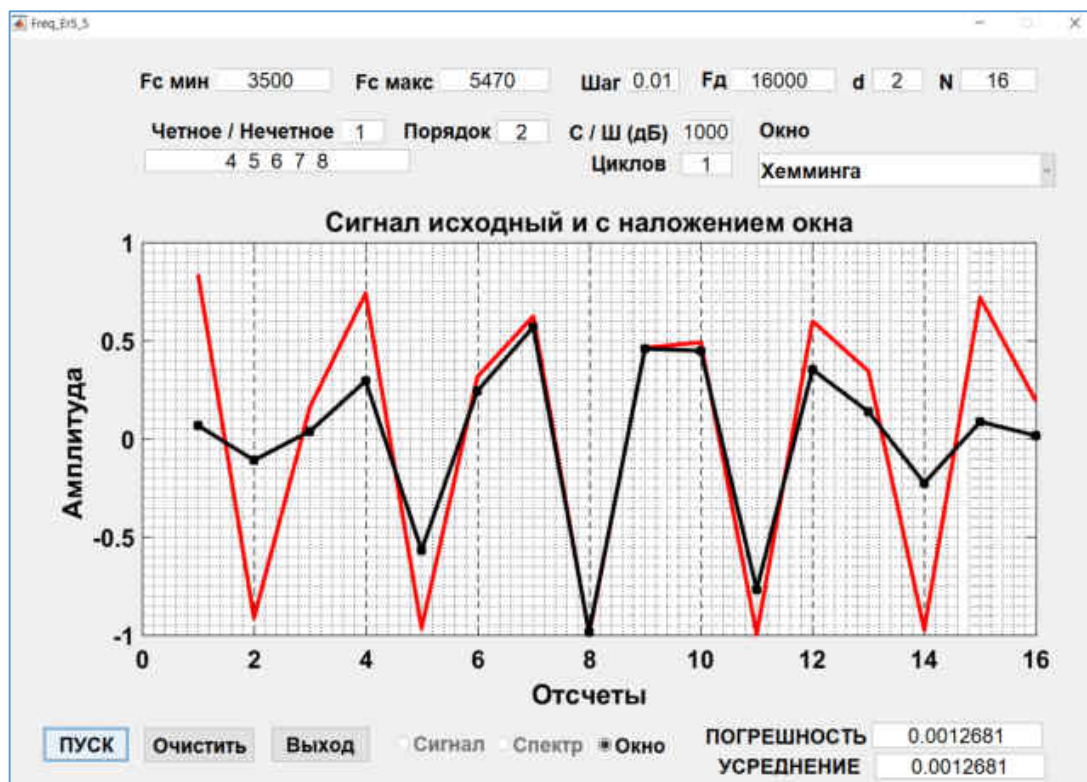 Freq_Er5_5
Fc мин 3500 Fc макс 5470 Шаг 0.01 Fд 16000 d 2 N 16
Четное / Нечетное 1 Порядок 2 С / Ш (дБ) 1000 Окно
4 5 6 7 8 Циклов 1 Хемминга
Сигнал исходный и с наложением окна
1
0.5
0
-0.5
-1
Амплитуда
0 2 4 6 8 10 12 14 16
Отсчеты
ПУСК Очистить Выход Сигнал Спектр Окно
ПОГРЕШНОСТЬ 0.0012681
УСРЕДНЕНИЕ 0.0012681